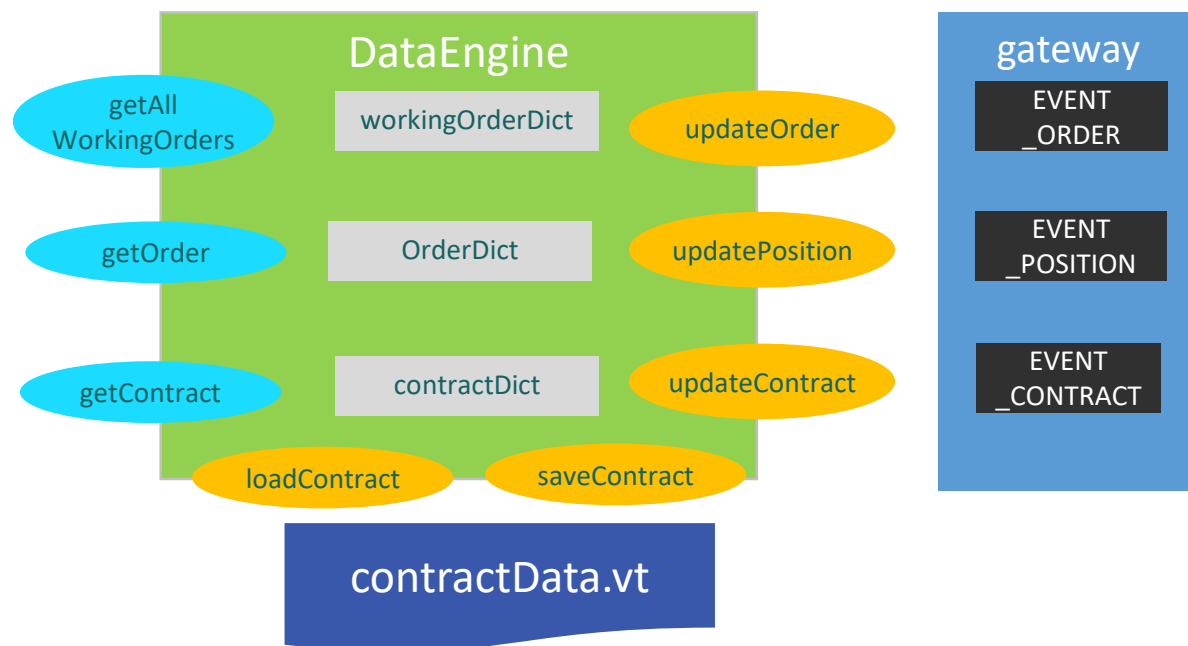 DataEngine
gateway
getAll
WorkingOrders
workingOrderDict
updateOrder
EVENT
_ORDER
getOrder
OrderDict
updatePosition
EVENT
_POSITION
getContract
contractDict
updateContract
EVENT
_CONTRACT
loadContract
saveContract
contractData.vt